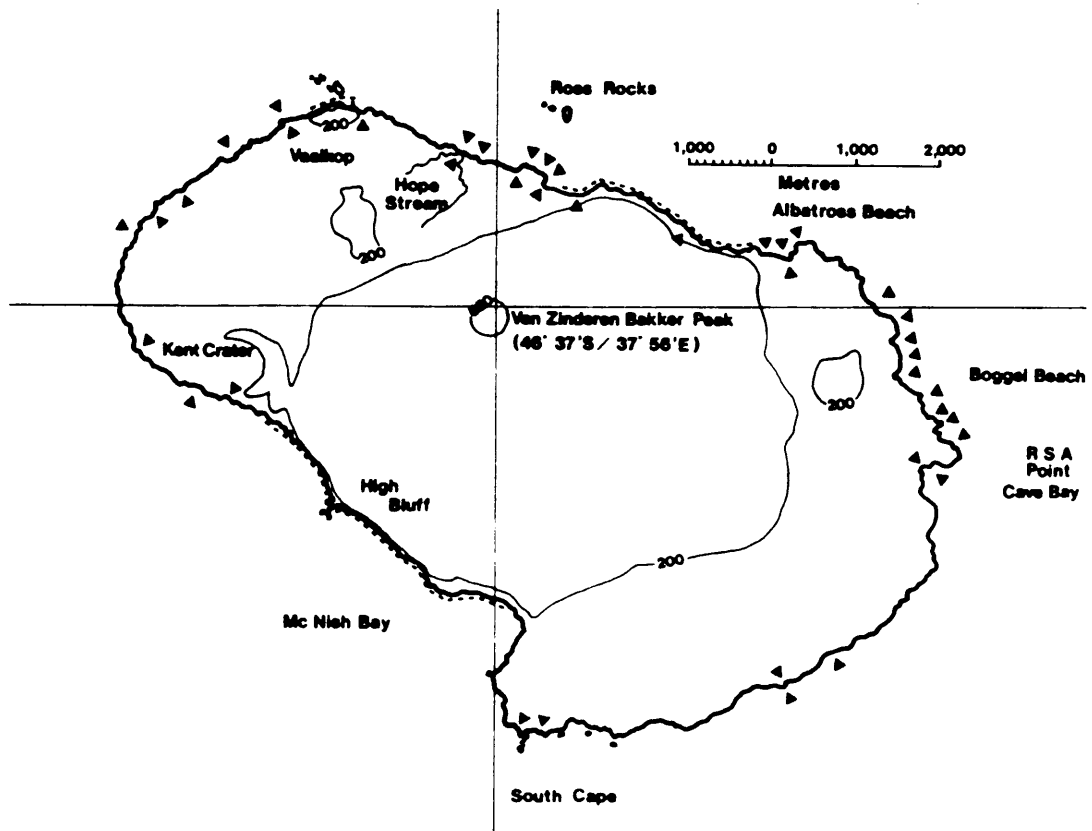 Ross Rocks
200
Vaalkop
1,000 0 1,000 2,000
Metres
Hope
Stream
Albatross Beach
200
Van Zinderen Bakker Peak
(46° 37'S / 37° 56'E)
Kent Crater
Boggel Beach
200
R S A
Point
Cave Bay
High
Bluff
200
Mc Nish Bay
South Cape